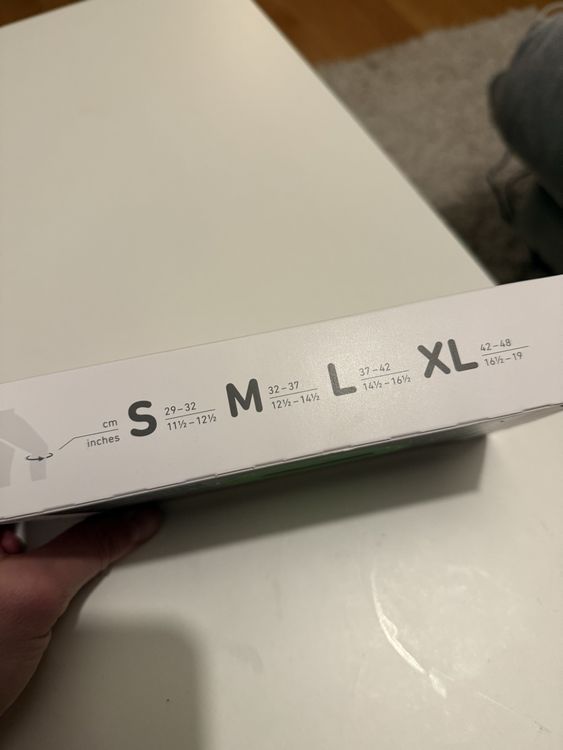 cm
inches
S 29–32
11½–12½
M 32–37
12½–14½
L 37–42
14½–16½
XL 42–48
16½–19